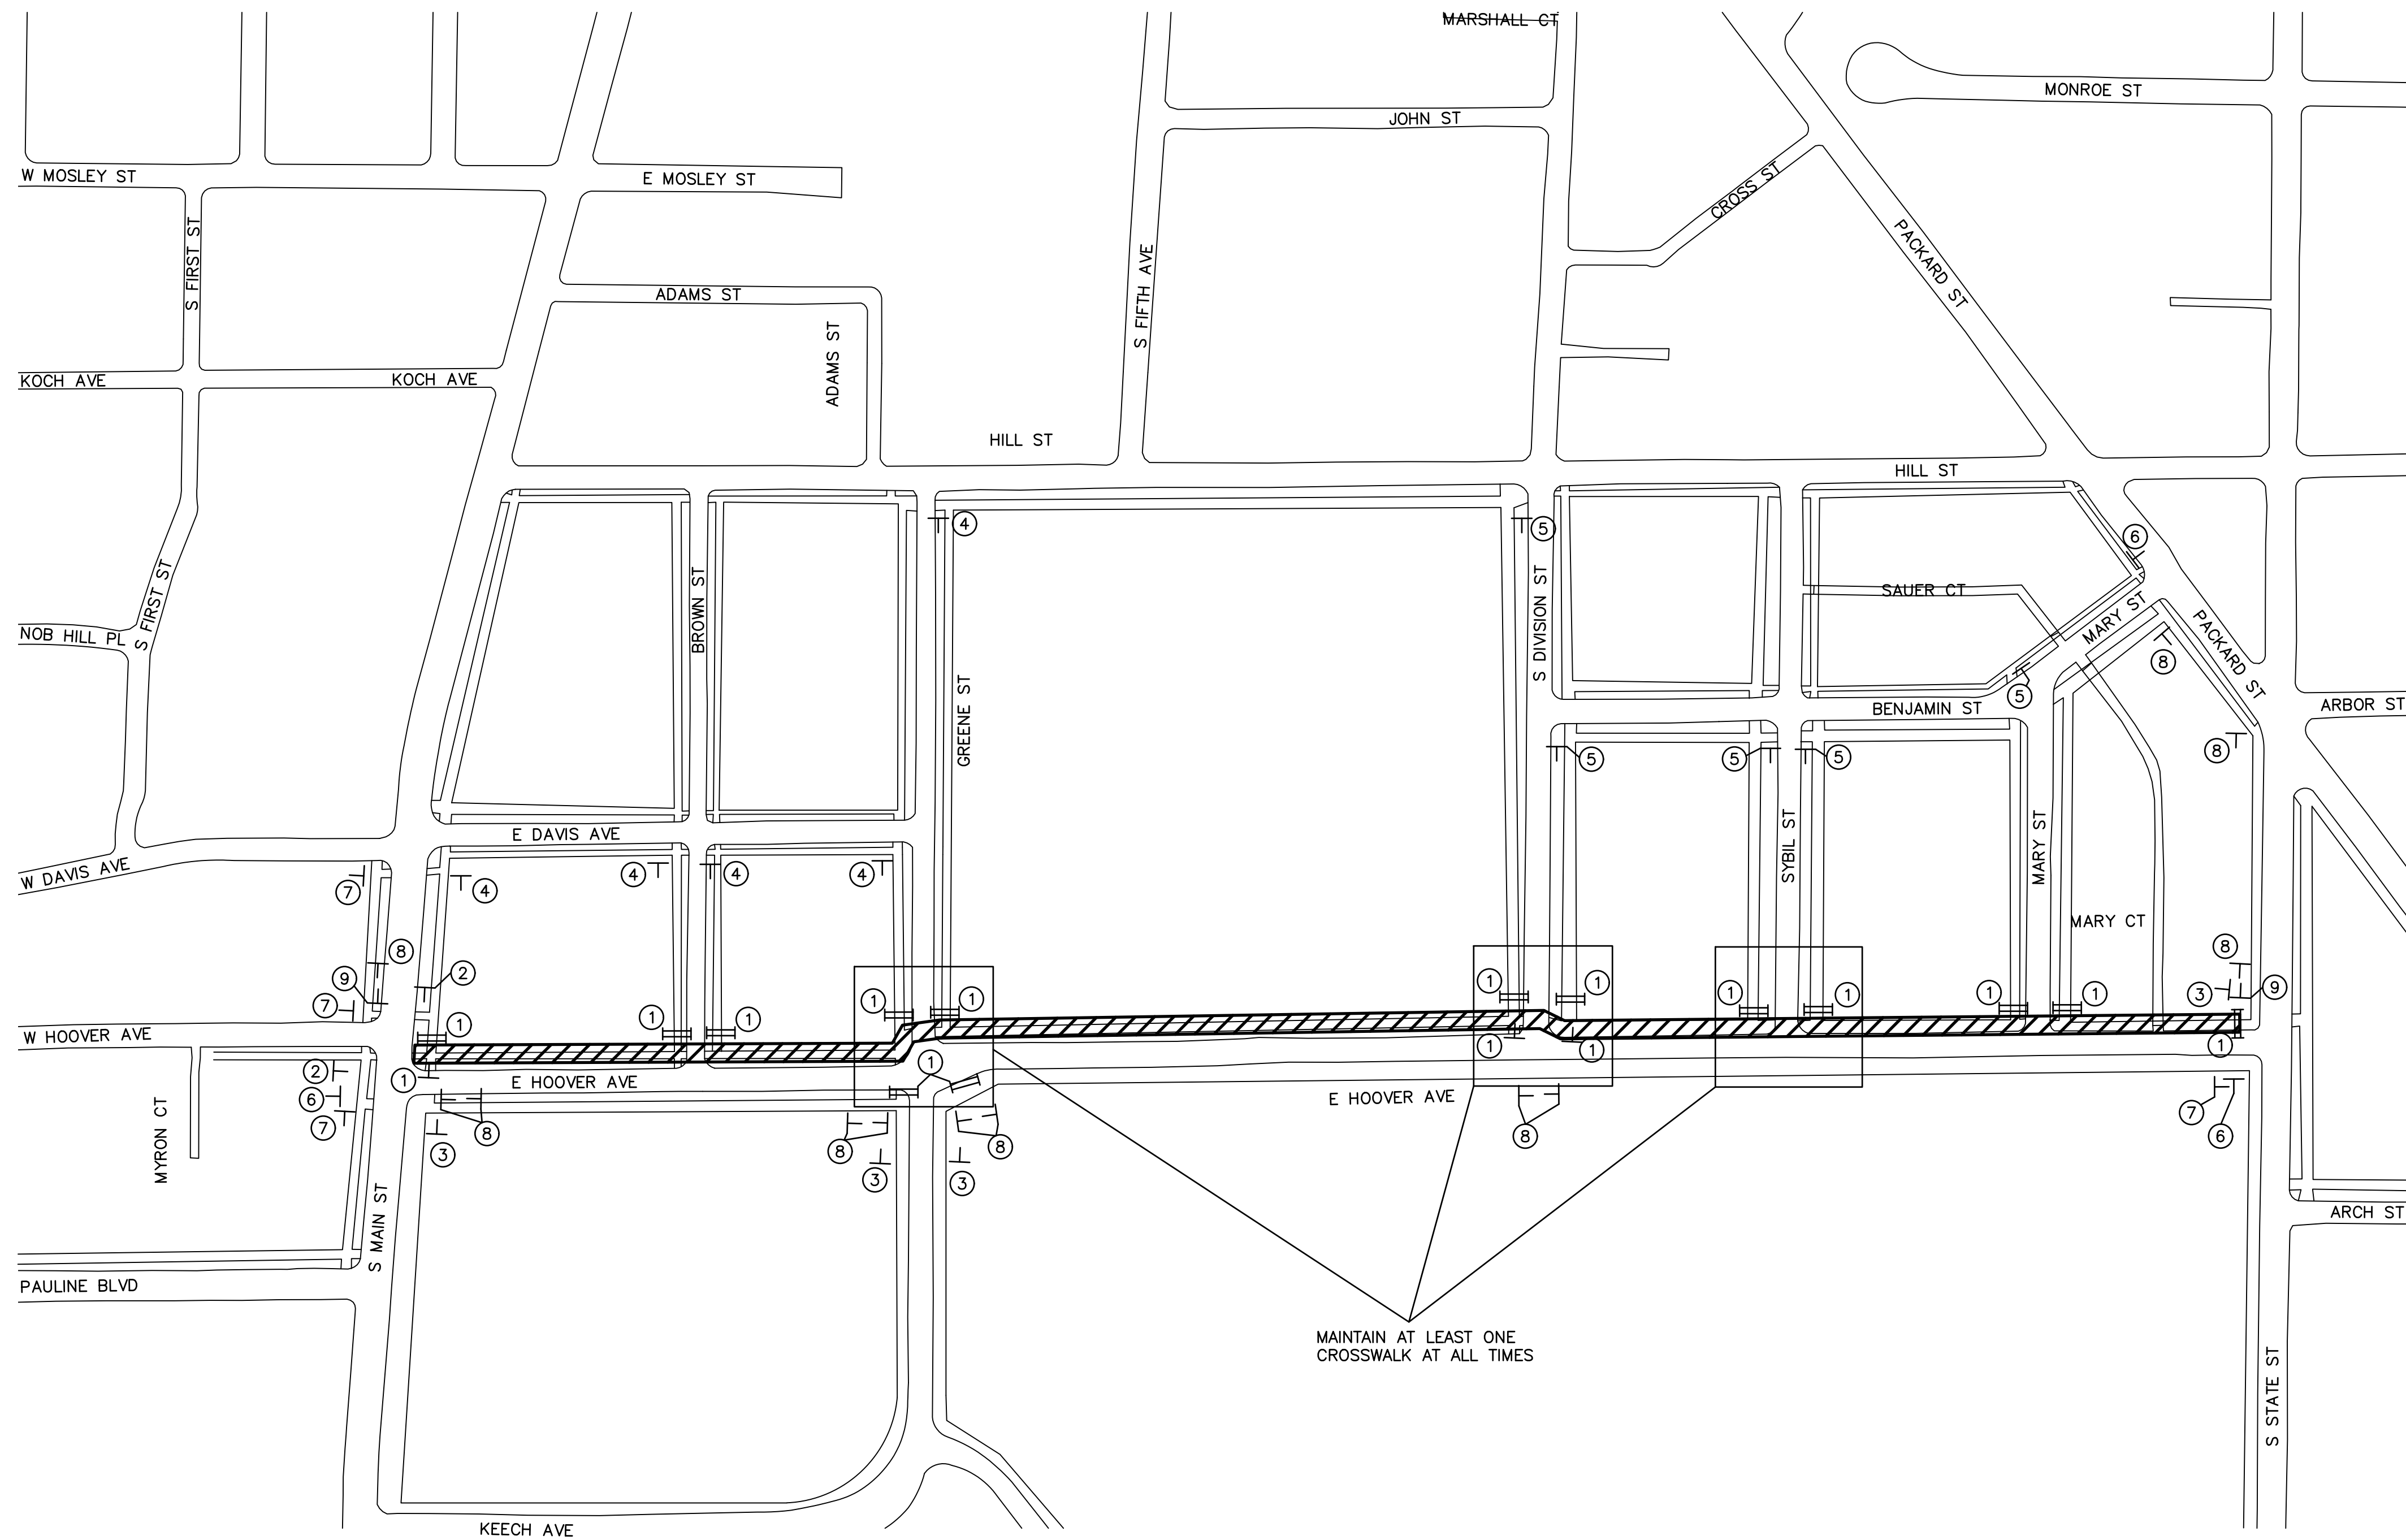 MARSHALL CT
MONROE ST
JOHN ST
W MOSLEY ST
E MOSLEY ST
CROSS ST
S FIRST ST
S FIFTH AVE
PACKARD ST
ADAMS ST
ADAMS ST
KOCH AVE
KOCH AVE
HILL ST
HILL ST
4
5
6
SAUER CT
BROWN ST
S DIVISION ST
S FIRST ST
NOB HILL PL
MARY ST
PACKARD ST
8
5
GREENE ST
BENJAMIN ST
ARBOR ST
5
5
5
8
E DAVIS AVE
SYBIL ST
MARY ST
W DAVIS AVE
7
4
4
4
4
MARY CT
8
8
9
2
7
1
1
1
1
1
1
1
1
1
1
1
3
9
W HOOVER AVE
1
1
1
1
1
1
1
2
E HOOVER AVE
E HOOVER AVE
6
7
8
3
8
8
3
3
8
7
6
MYRON CT
S MAIN ST
ARCH ST
PAULINE BLVD
MAINTAIN AT LEAST ONE
CROSSWALK AT ALL TIMES
S STATE ST
KEECH AVE